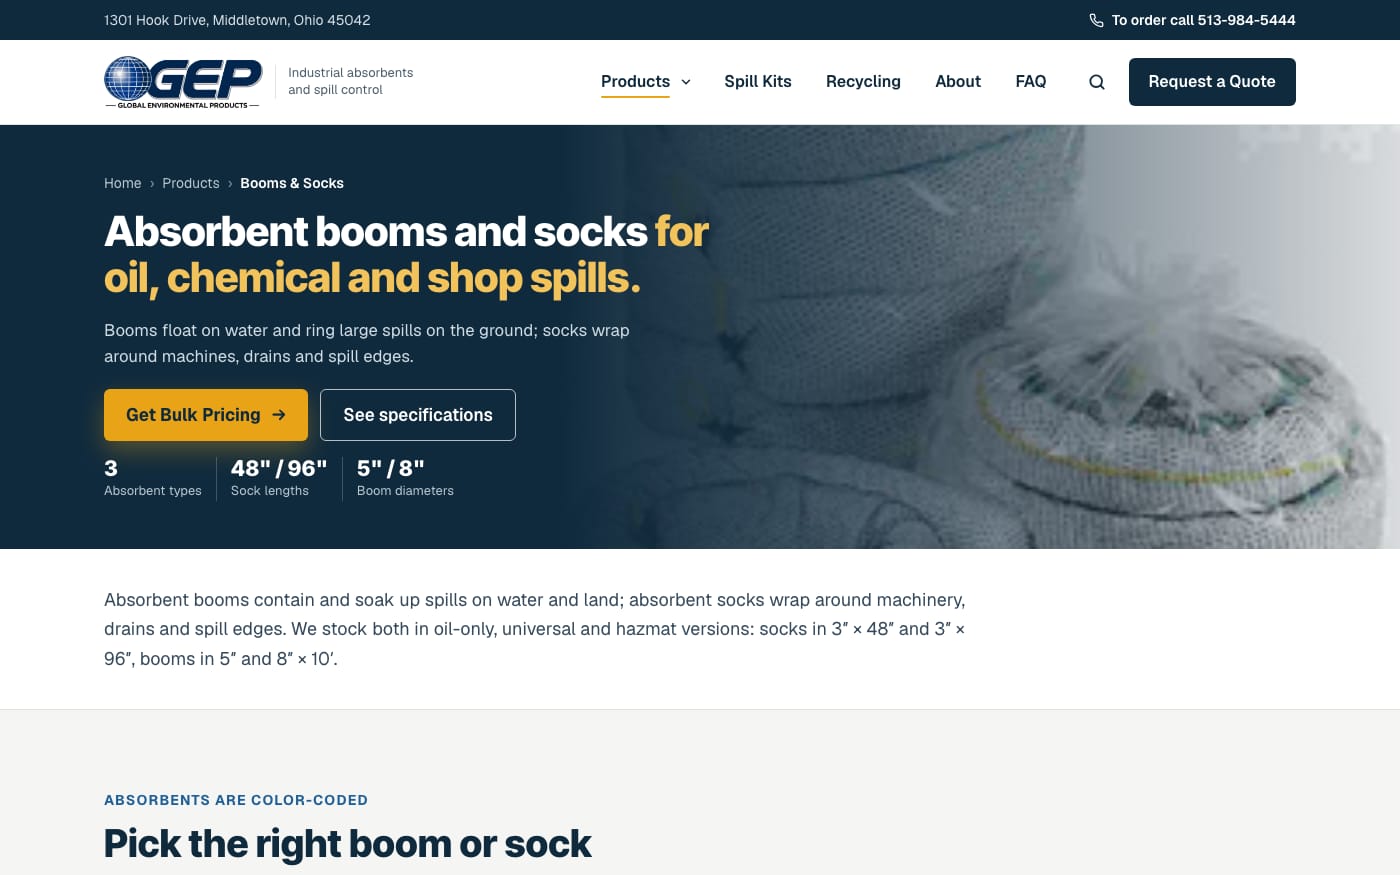 1301 Hook Drive, Middletown, Ohio 45042
To order call 513-984-5444
GEP
GLOBAL ENVIRONMENTAL PRODUCTS
Industrial absorbents
and spill control
Products
Spill Kits
Recycling
About
FAQ
Request a Quote
Home › Products › Booms & Socks
Absorbent booms and socks for
oil, chemical and shop spills.
Booms float on water and ring large spills on the ground; socks wrap
around machines, drains and spill edges.
Get Bulk Pricing →
See specifications
3
Absorbent types
48" / 96"
Sock lengths
5" / 8"
Boom diameters
Absorbent booms contain and soak up spills on water and land; absorbent socks wrap around machinery,
drains and spill edges. We stock both in oil-only, universal and hazmat versions: socks in 3″ × 48″ and 3″ ×
96″, booms in 5″ and 8″ × 10′.
ABSORBENTS ARE COLOR-CODED
Pick the right boom or sock